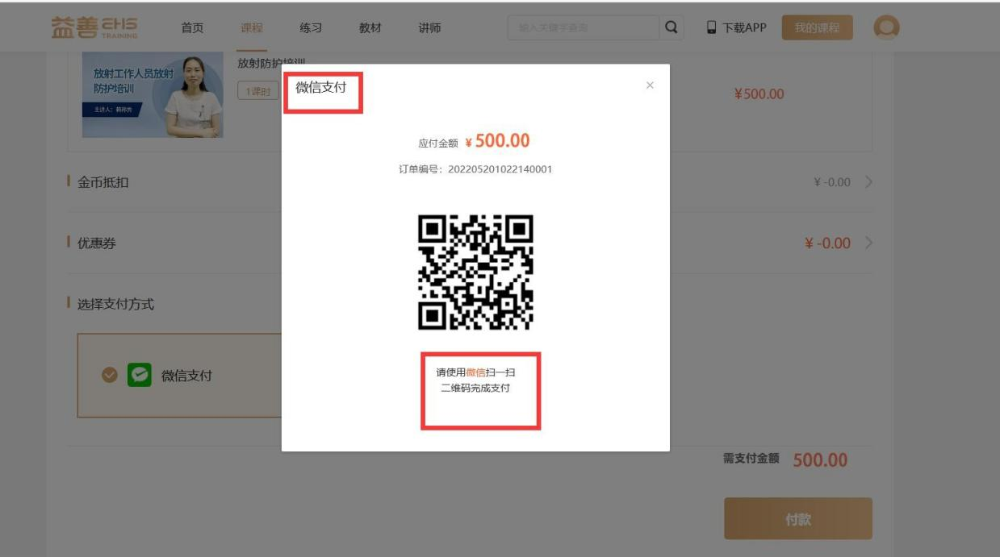 益善 EHS
TRAINING
首页
课程
练习
教材
讲师
输入关键字查询
下载APP
我的课程
放射工作人员放射
防护培训
放射防护培训
1课时
¥500.00
微信支付
×
应付金额 ¥ 500.00
订单编号：202205201022140001
金币抵扣
¥ -0.00
优惠券
¥ -0.00
选择支付方式
微信支付
请使用微信扫一扫
二维码完成支付
需支付金额 500.00
付款